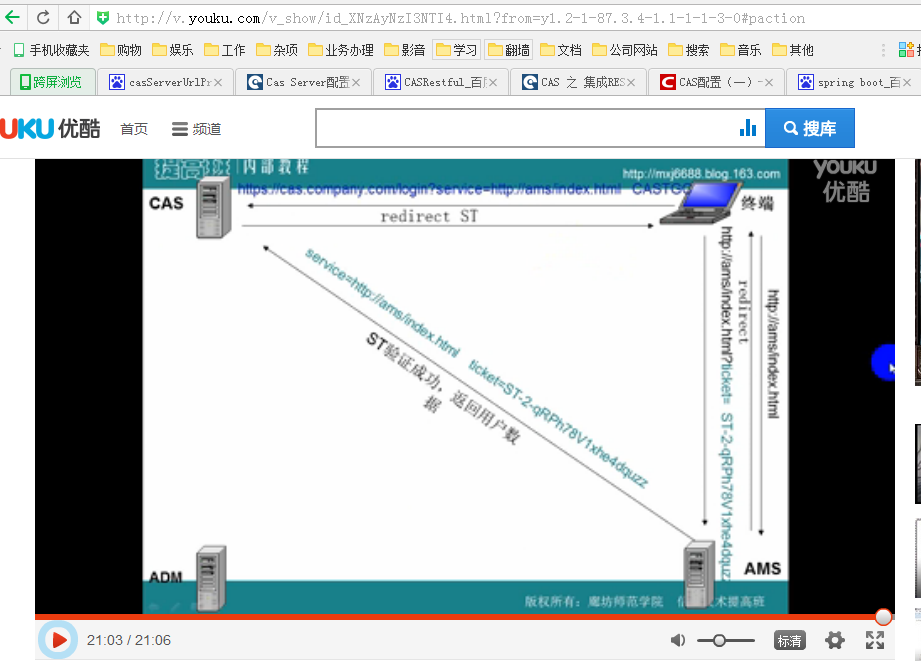 http://v.youku.com/v_show/id_XNzAyNzI3NTI4.html?from=y1.2-1-87.3.4-1.1-1-1-3-0#paction
手机收藏夹 购物 娱乐 工作 杂项 业务办理 影音 学习 翻墙 文档 公司网站 搜索 音乐 其他
跨屏浏览 casServerUrlPr Cas Server配置 CASRestful_百 CAS 之 集成RES CAS配置（一）- spring boot_百
UKU 优酷 首页 频道 搜库
提高班 内部教程
http://mxj6688.blog.163.com
youku
优酷
https://cas.company.com/login?service=http://ams/index.html CASTGC
CAS
终端
redirect ST
service=http://ams/index.html ticket=ST-2-qRPh78V1xhe4dquzz
ST验证成功，返回用户数
据
http://ams/index.html?ticket= ST-2-qRPh78V1xhe4dquzz
redirect
http://ams/index.html
ADM
AMS
版权所有：廊坊师范学院 信 技术提高班
21:03 / 21:06
标清